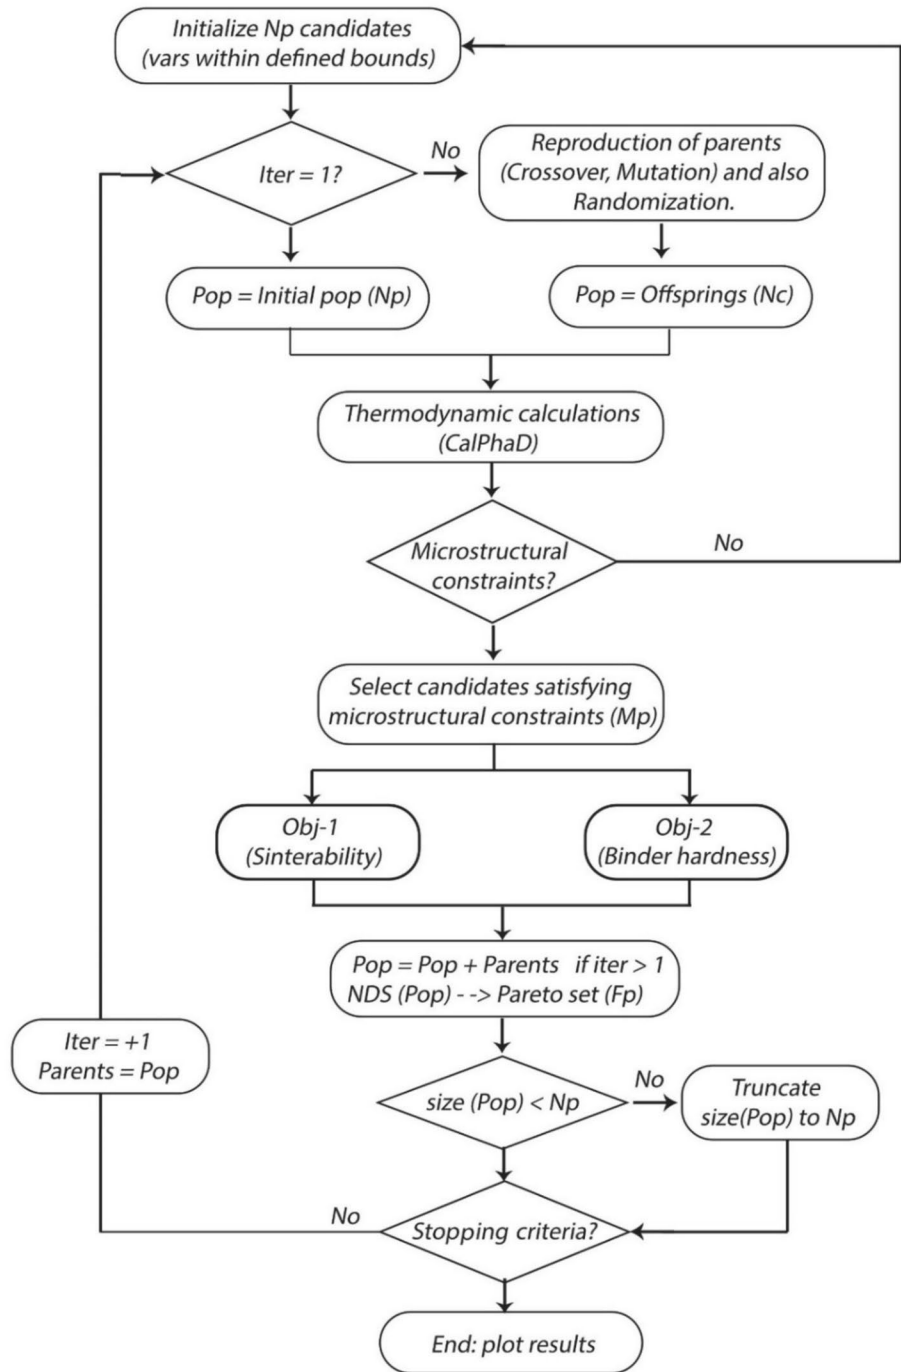 Initialize Np candidates
(vars within defined bounds)
Iter = 1?
No
Reproduction of parents
(Crossover, Mutation) and also
Randomization.
Pop = Initial pop (Np)
Pop = Offsprings (Nc)
Thermodynamic calculations
(CalPhaD)
Microstructural
constraints?
No
Select candidates satisfying
microstructural constraints (Mp)
Obj-1
(Sinterability)
Obj-2
(Binder hardness)
Pop = Pop + Parents if iter > 1
NDS (Pop) - -> Pareto set (Fp)
Iter = +1
Parents = Pop
size (Pop) < Np
No
Truncate
size(Pop) to Np
Stopping criteria?
No
End: plot results